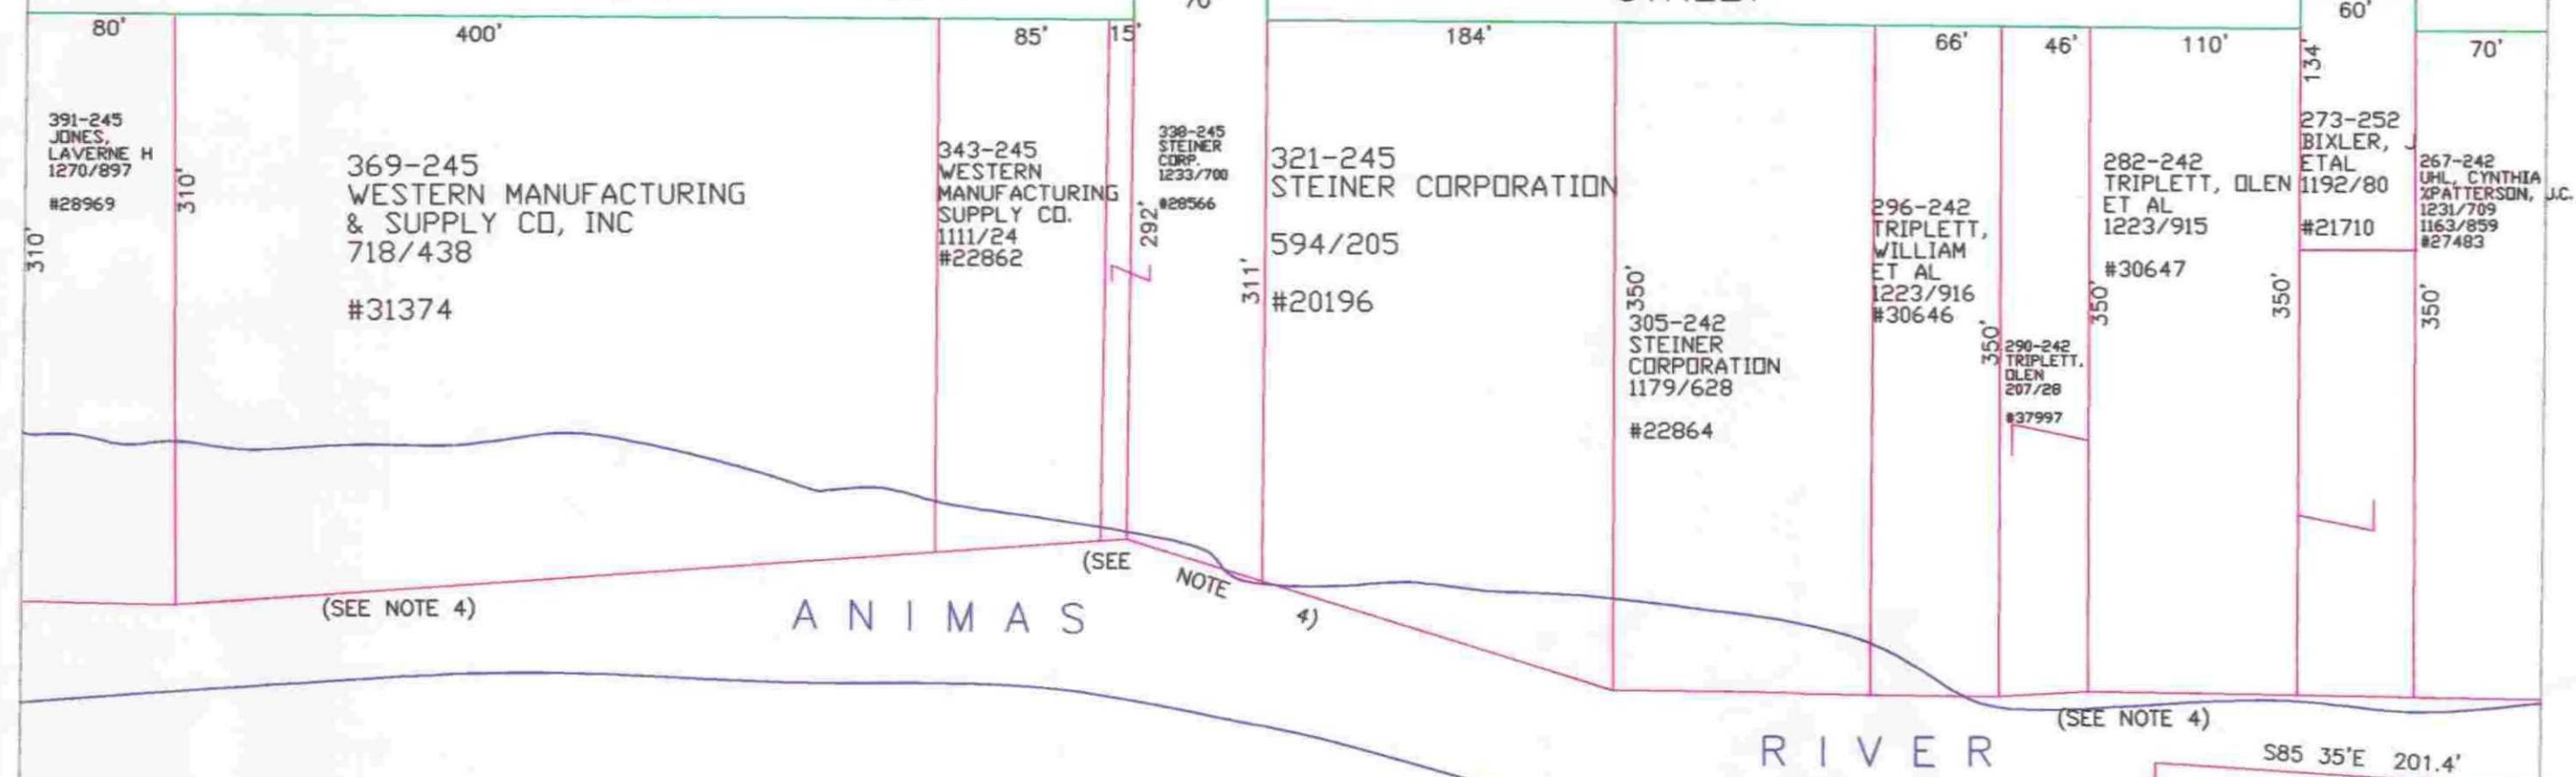 80'
400'
85'
15'
184'
66'
46'
110'
60'
70'
134'
391-245
JONES,
LAVERNE H
1270/897
#28969
310'
310'
369-245
WESTERN MANUFACTURING
& SUPPLY CO, INC
718/438
#31374
343-245
WESTERN
MANUFACTURING
SUPPLY CO.
1111/24
#22862
292'
338-245
STEINER
CORP.
1233/700
#28566
311'
321-245
STEINER CORPORATION
594/205
#20196
350'
305-242
STEINER
CORPORATION
1179/628
#22864
296-242
TRIPLETT,
WILLIAM
ET AL
1223/916
#30646
350'
290-242
TRIPLETT,
OLEN
207/28
#37997
350'
282-242
TRIPLETT, OLEN
ET AL
1223/915
#30647
350'
273-252
BIXLER, J
ETAL
1192/80
#21710
267-242
UHL, CYNTHIA
%PATTERSON, J.C.
1231/709
1163/859
#27483
350'
(SEE NOTE 4)
(SEE NOTE 4)
ANIMAS
RIVER
(SEE NOTE 4)
S85 35'E 201.4'